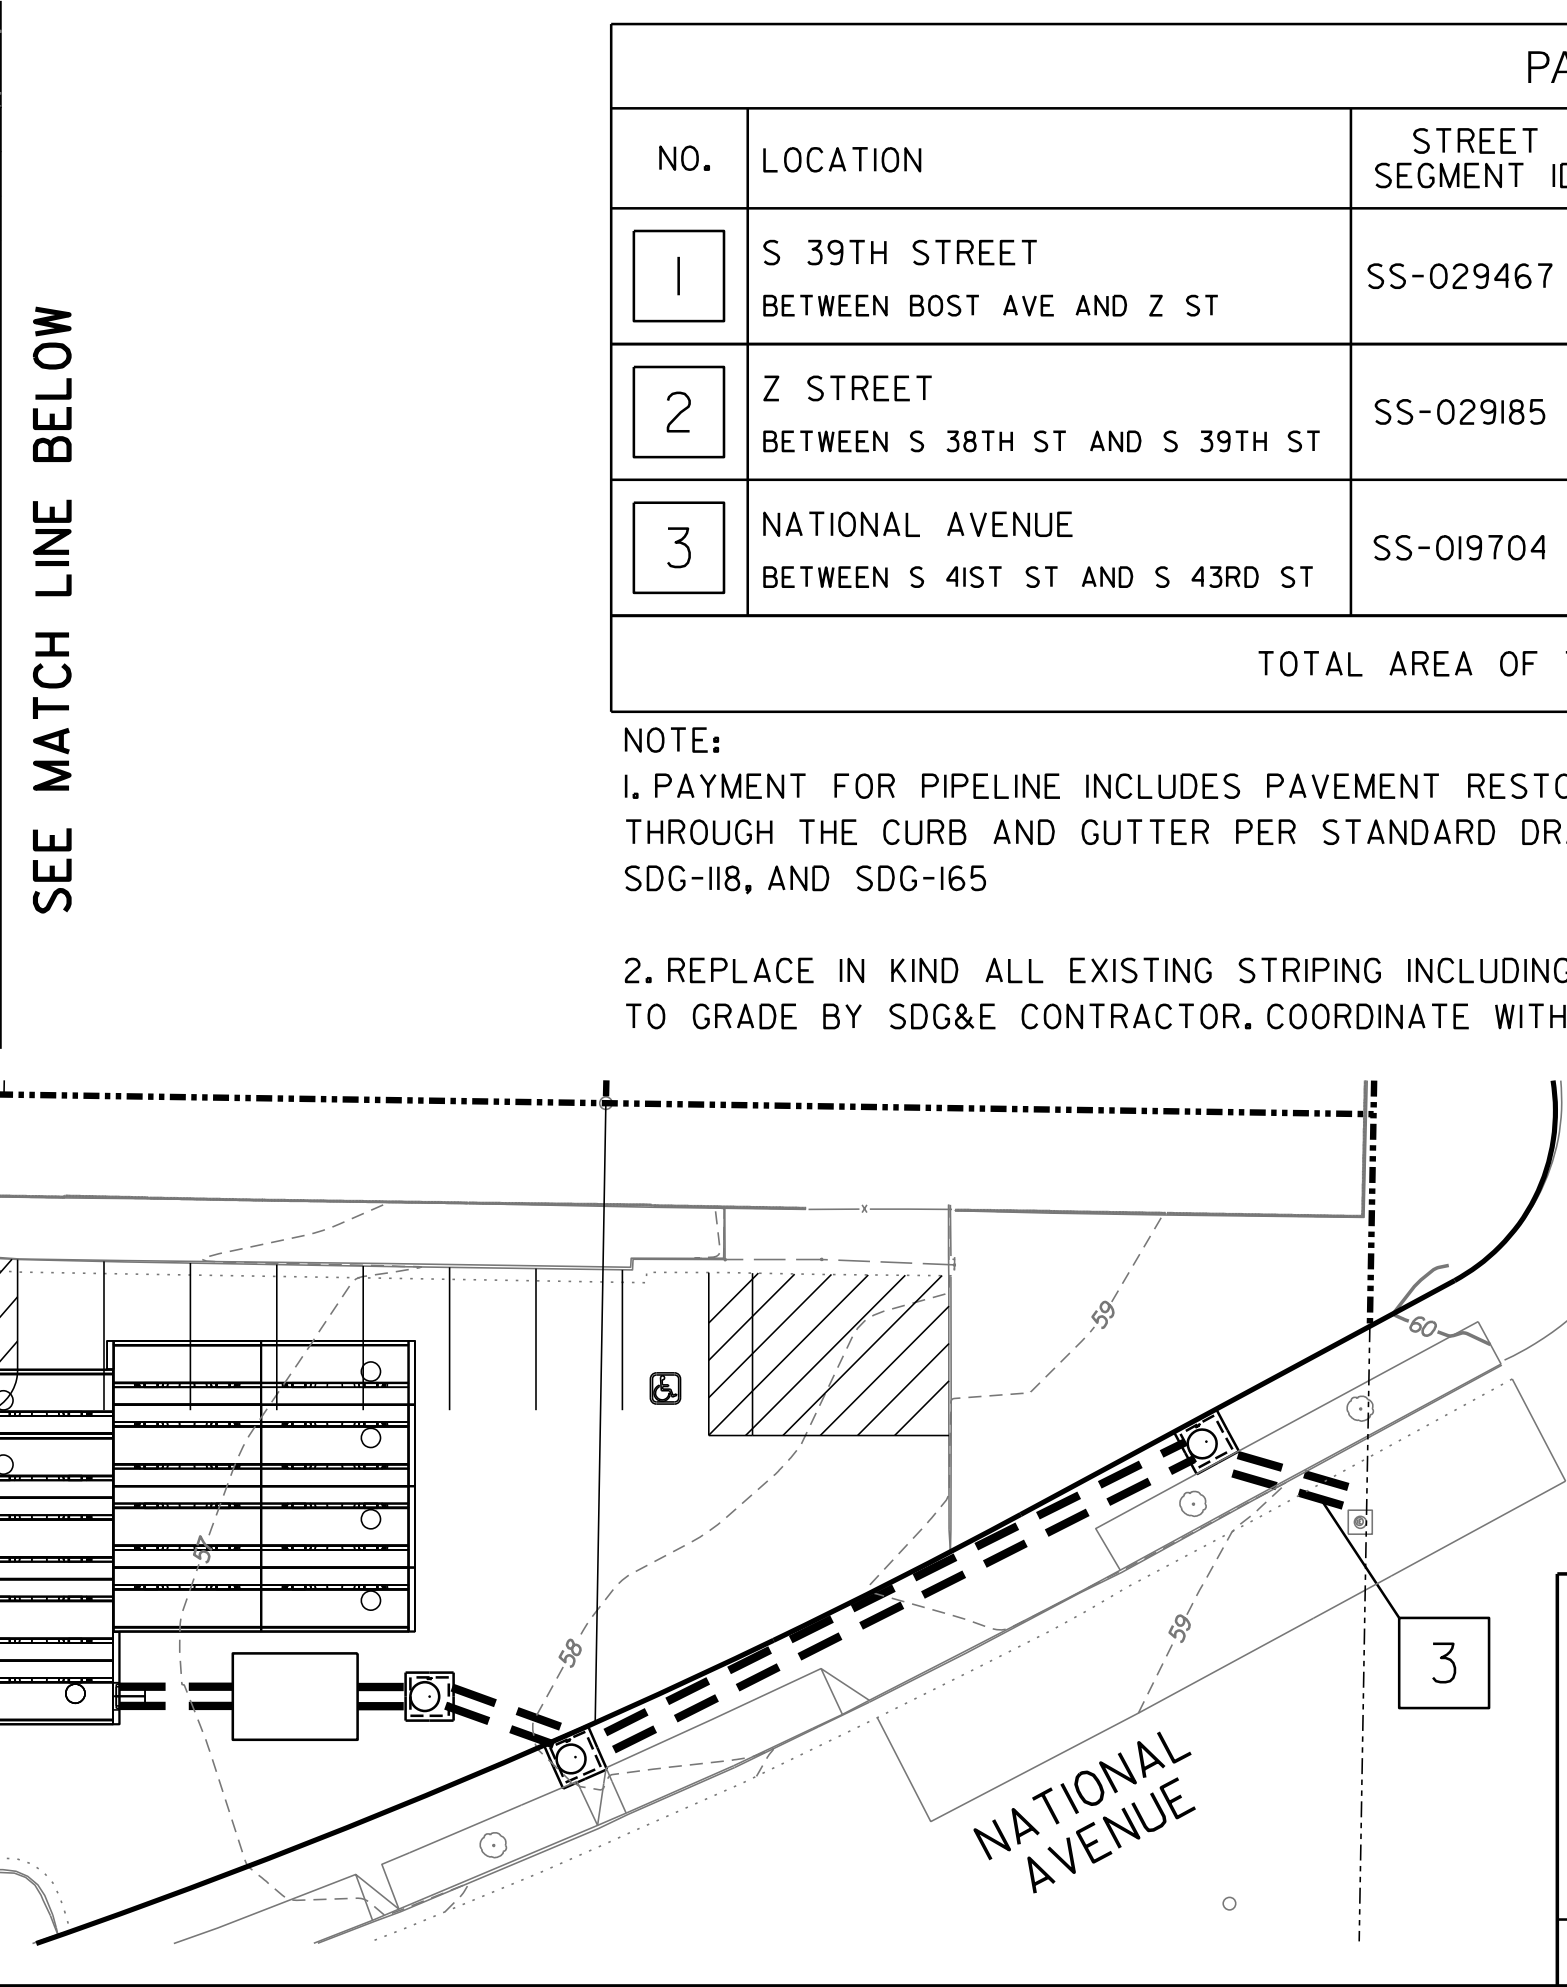 SEE MATCH LINE BELOW
NO.
LOCATION
STREET
SEGMENT
1
S 39TH STREET
BETWEEN BOST AVE AND Z ST
SS-029467
2
Z STREET
BETWEEN S 38TH ST AND S 39TH ST
SS-029185
3
NATIONAL AVENUE
BETWEEN S 41ST ST AND S 43RD ST
SS-019704
TOTAL AREA OF
NOTE:
1. PAYMENT FOR PIPELINE INCLUDES PAVEMENT
THROUGH THE CURB AND GUTTER PER STANDARD
SDG-118, AND SDG-165
2. REPLACE IN KIND ALL EXISTING STRIPING INCLUDING
TO GRADE BY SDG&E CONTRACTOR. COORDINATE WITH
59
60
57
58
59
3
NATIONAL
AVENUE